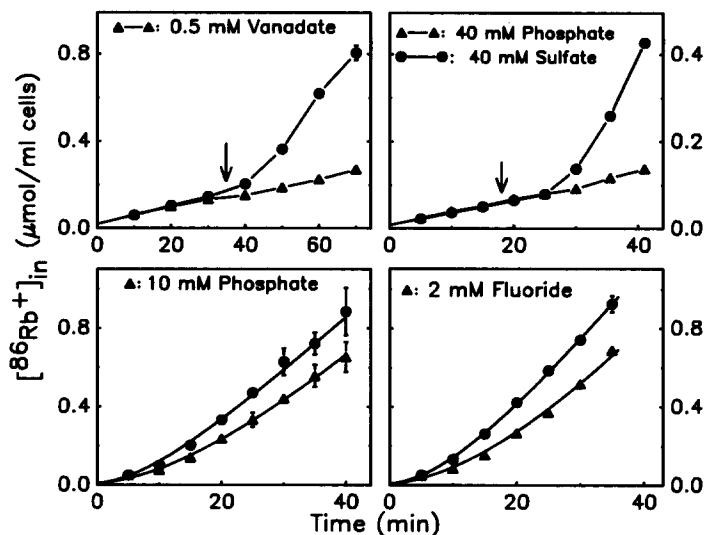 0.5 mM Vanadate
40 mM Phosphate
: 40 mM Sulfate
0.8
0.4
0.0
0 20 40 60
0.4
0.2
0.0
0 20 40
: 10 mM Phosphate
: 2 mM Fluoride
0.8
0.4
0.0
0 20 40
0.8
0.4
0.0
0 20 40
[86Rb+]in (μmol/ml cells)
Time (min)